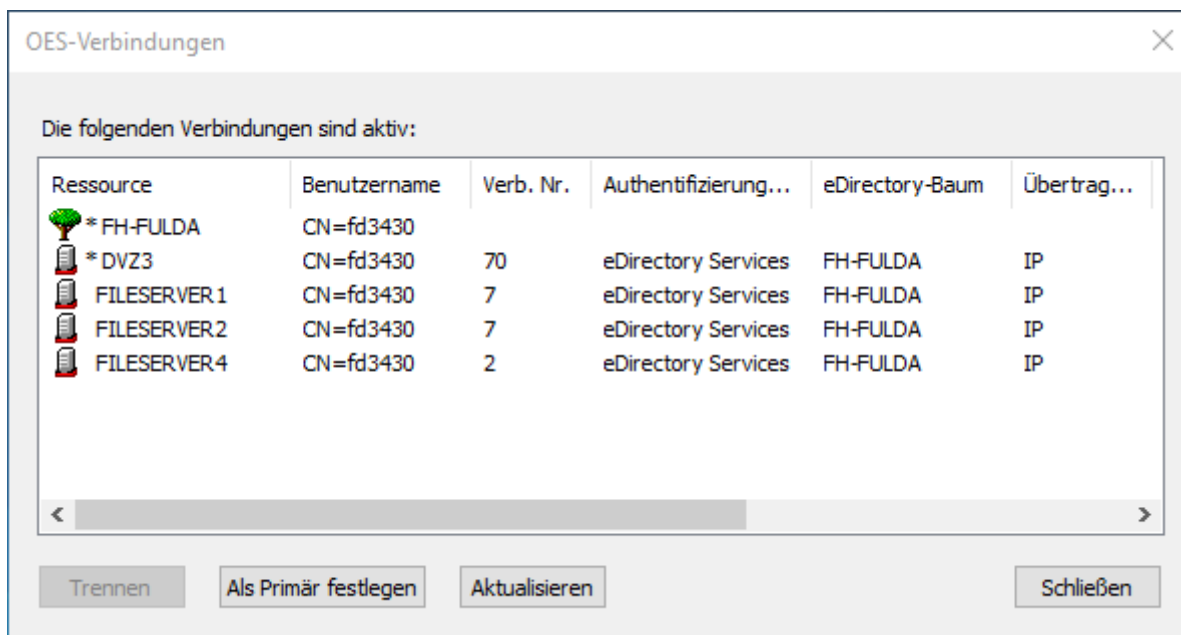 OES-Verbindungen
Die folgenden Verbindungen sind aktiv:
Ressource Benutzername Verb. Nr. Authentifizierung... eDirectory-Baum Übertrag...
* FH-FULDA CN=fd3430
* DVZ3 CN=fd3430 70 eDirectory Services FH-FULDA IP
FILESERVER1 CN=fd3430 7 eDirectory Services FH-FULDA IP
FILESERVER2 CN=fd3430 7 eDirectory Services FH-FULDA IP
FILESERVER4 CN=fd3430 2 eDirectory Services FH-FULDA IP
Trennen Als Primär festlegen Aktualisieren Schließen